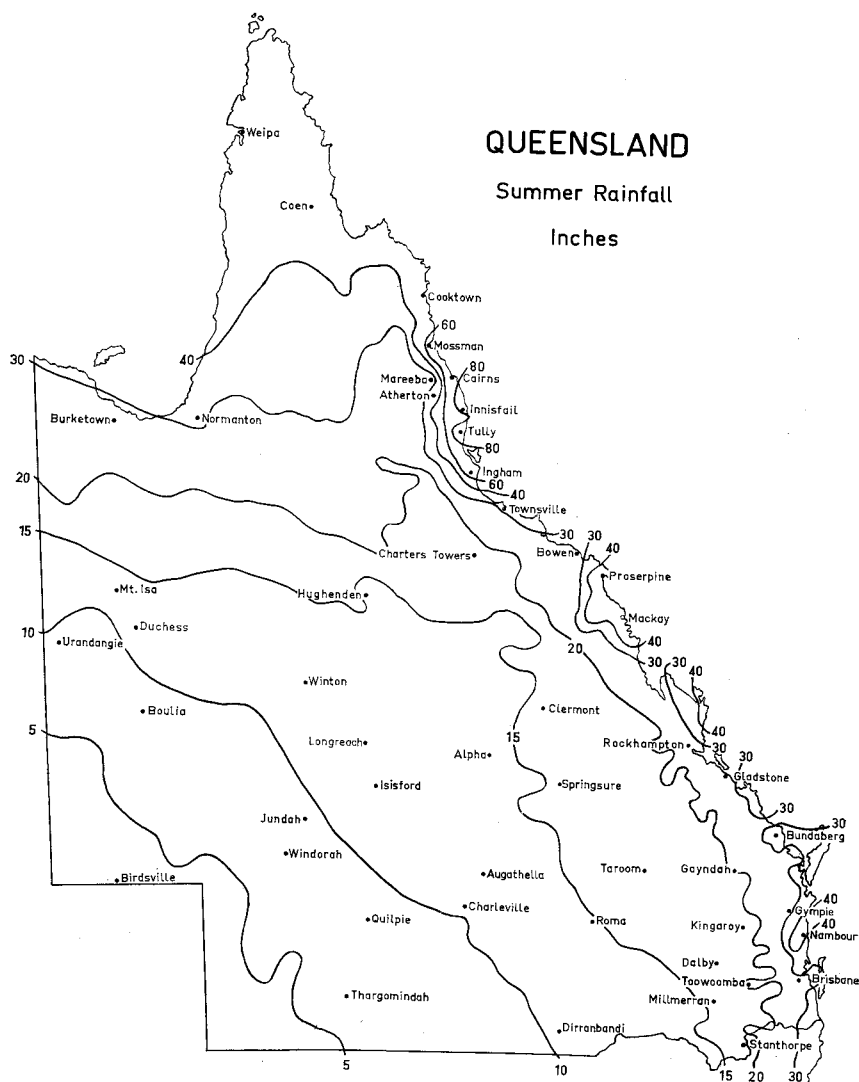 QUEENSLAND
Summer Rainfall
Inches
Weipa
Coen
Cooktown
60
Mossman
40
30
80
Mareeba
Cairns
Atherton
Innisfail
Burketown
Normanton
Tully
80
Ingham
20
60
40
Townsville
15
30
30
Charters Towers
Bowen
40
Proserpine
Mt. Isa
Hughenden
Mackay
10
Duchess
Urandangie
40
20
30
30
40
Winton
Boulia
Clermont
5
15
40
Longreach
Rockhampton
30
Alpha
30
Gladstone
Isisford
Springsure
30
Jundah
30
Bundaberg
Windorah
Birdsville
Augathella
Taroom
Gayndah
Charleville
40
Gympie
Quilpie
Roma
Kingaroy
40
Nambour
Dalby
Toowoomba
Brisbane
Thargomindah
Millmerran
Dirranbandi
Stanthorpe
5
10
15
20
30